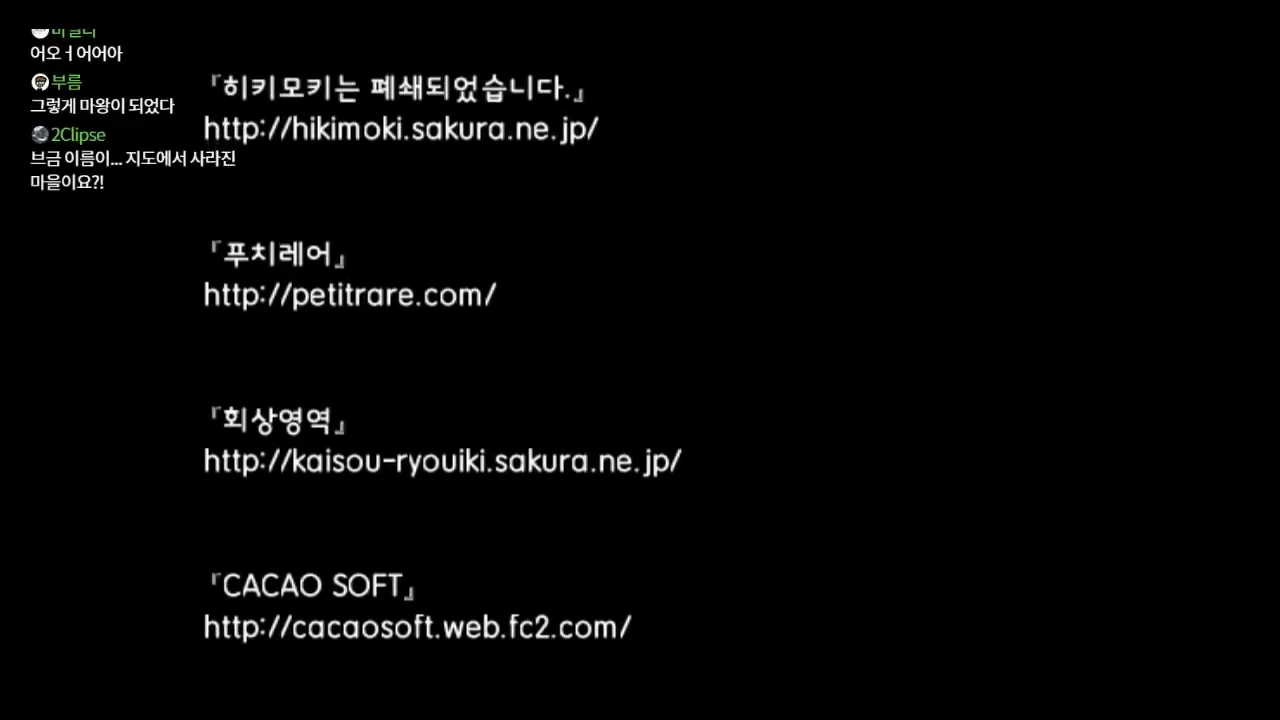 어오ㅓ어어아
부름
그렇게 마왕이 되었다
2Clipse
브금 이름이... 지도에서 사라진
마을이요?!
『히키모키는 폐쇄되었습니다.』
http://hikimoki.sakura.ne.jp/
『푸치레어』
http://petitrare.com/
『회상영역』
http://kaisou-ryouiki.sakura.ne.jp/
『CACAO SOFT』
http://cacaosoft.web.fc2.com/